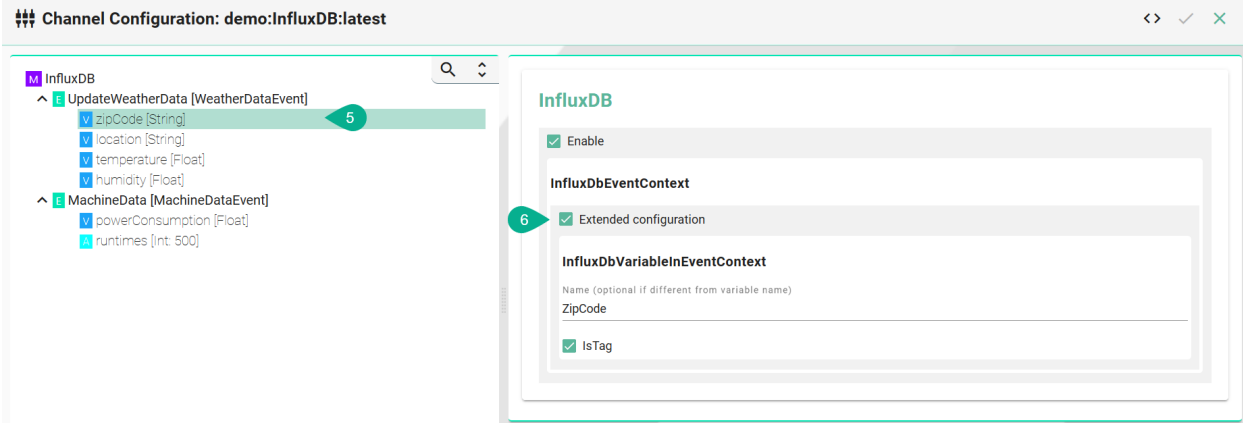 Channel Configuration: demo:InfluxDB:latest
M InfluxDB
E UpdateWeatherData [WeatherDataEvent]
V zipCode [String]
5
V location [String]
V temperature [Float]
V humidity [Float]
E MachineData [MachineDataEvent]
V powerConsumption [Float]
A runtimes [Int: 500]
InfluxDB
Enable
InfluxDbEventContext
6
Extended configuration
InfluxDbVariableInEventContext
Name (optional if different from variable name)
ZipCode
IsTag